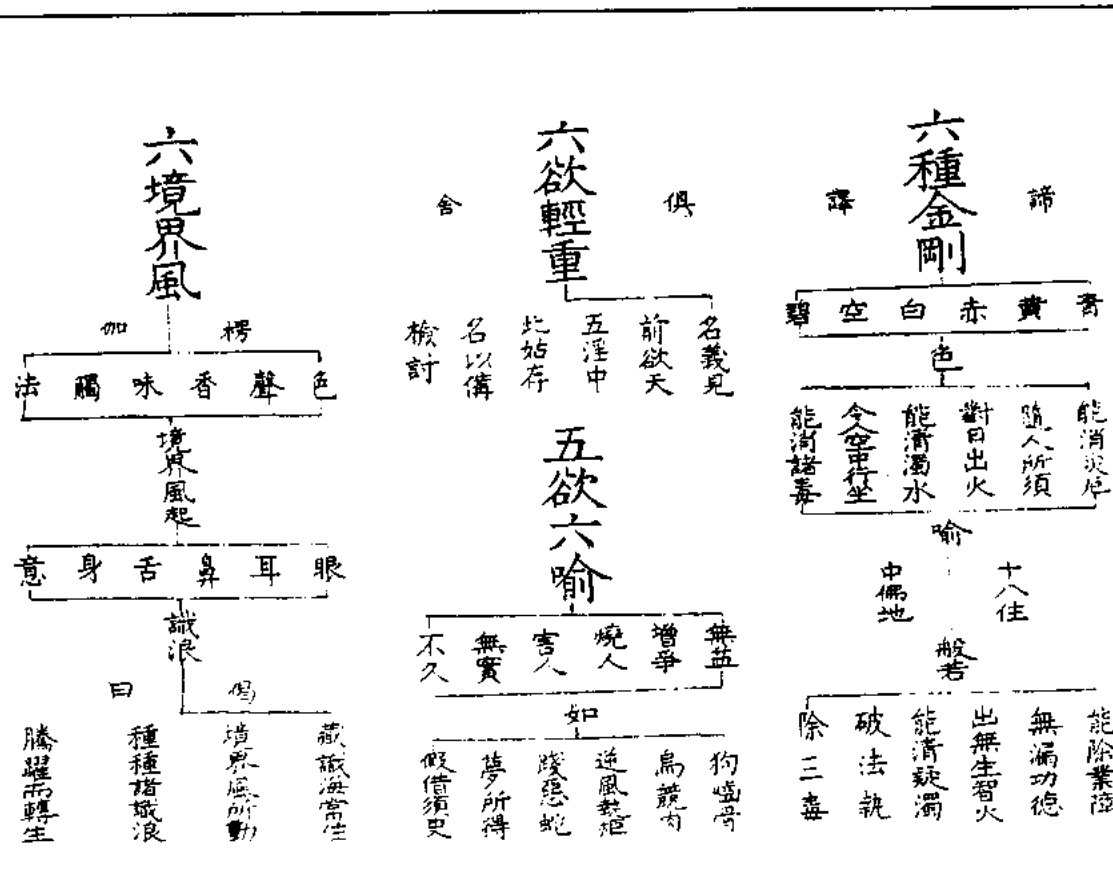 六種金剛
諦
譯
青
黃
赤
白
空
碧
色
能消災厄
隨人所須
對日出火
能清濁水
令空中行坐
能消諸毒
喻
十八住
中地
般若
能除業障
無漏功德
出無生智火
能清疑濁
破法執
除三毒
六欲輕重
俱
舍
名義見
前欲天
五淫中
此姑存
名以備
檢討
五欲六喻
無益
增爭
燒人
害人
無實
不久
如
狗嚙骨
烏競肉
逆風執炬
踐惡蛇
夢所得
假借須臾
六境界風
楞
伽
色
聲
香
味
觸
法
境界風起
眼
耳
鼻
舌
身
意
識浪
偈
曰
藏識海常住
境界風所動
種種諸識浪
騰躍而轉生